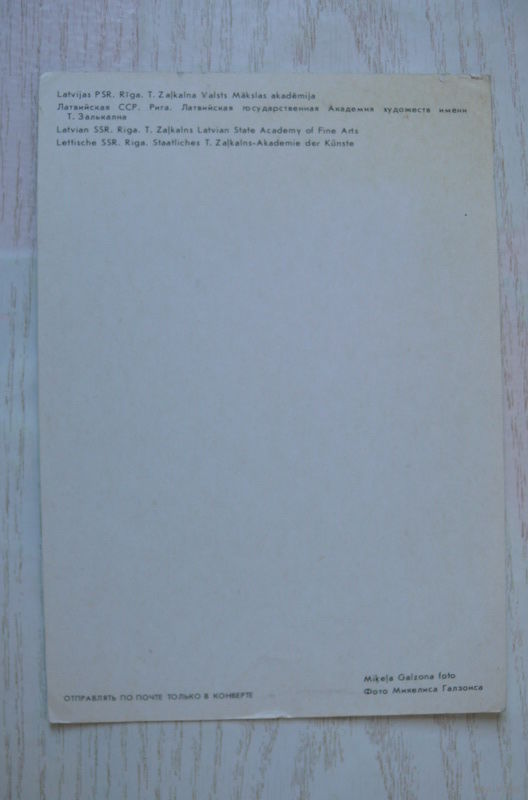 Latvijas PSR. Rīga. T. Zaļkalna Valsts Mākslas akadēmija
Латвийская ССР. Рига. Латвийская государственная Академия художеств имени
Т. Залькална
Latvian SSR. Riga. T. Zaļkalns Latvian State Academy of Fine Arts
Lettische SSR. Riga. Staatliches T. Zaļkalns-Akademie der Künste
Miķeļa Galzona foto
Фото Микелиса Галзонса
ОТПРАВЛЯТЬ ПО ПОЧТЕ ТОЛЬКО В КОНВЕРТЕ